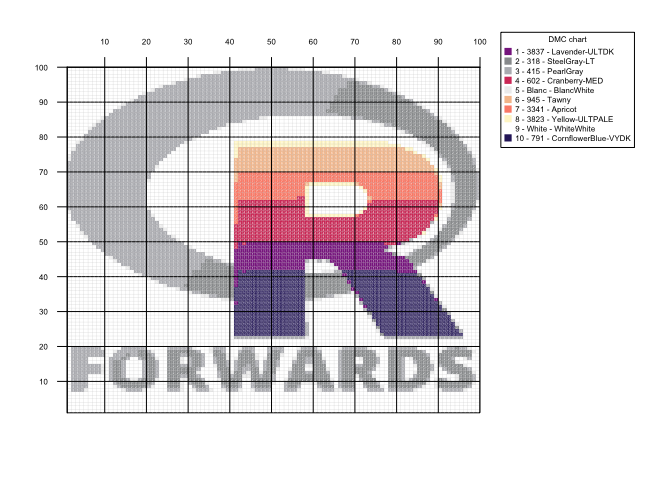 10 20 30 40 50 60 70 80 90 100
DMC chart
1 - 3837 - Lavender-ULTDK
2 - 318 - SteelGray-LT
3 - 415 - PearlGray
4 - 602 - Cranberry-MED
5 - Blanc - BlancWhite
6 - 945 - Tawny
7 - 3341 - Apricot
8 - 3823 - Yellow-ULTPALE
9 - White - WhiteWhite
10 - 791 - CornflowerBlue-VYDK
100
90
80
70
60
50
40
30
20
10
R
FORWARDS